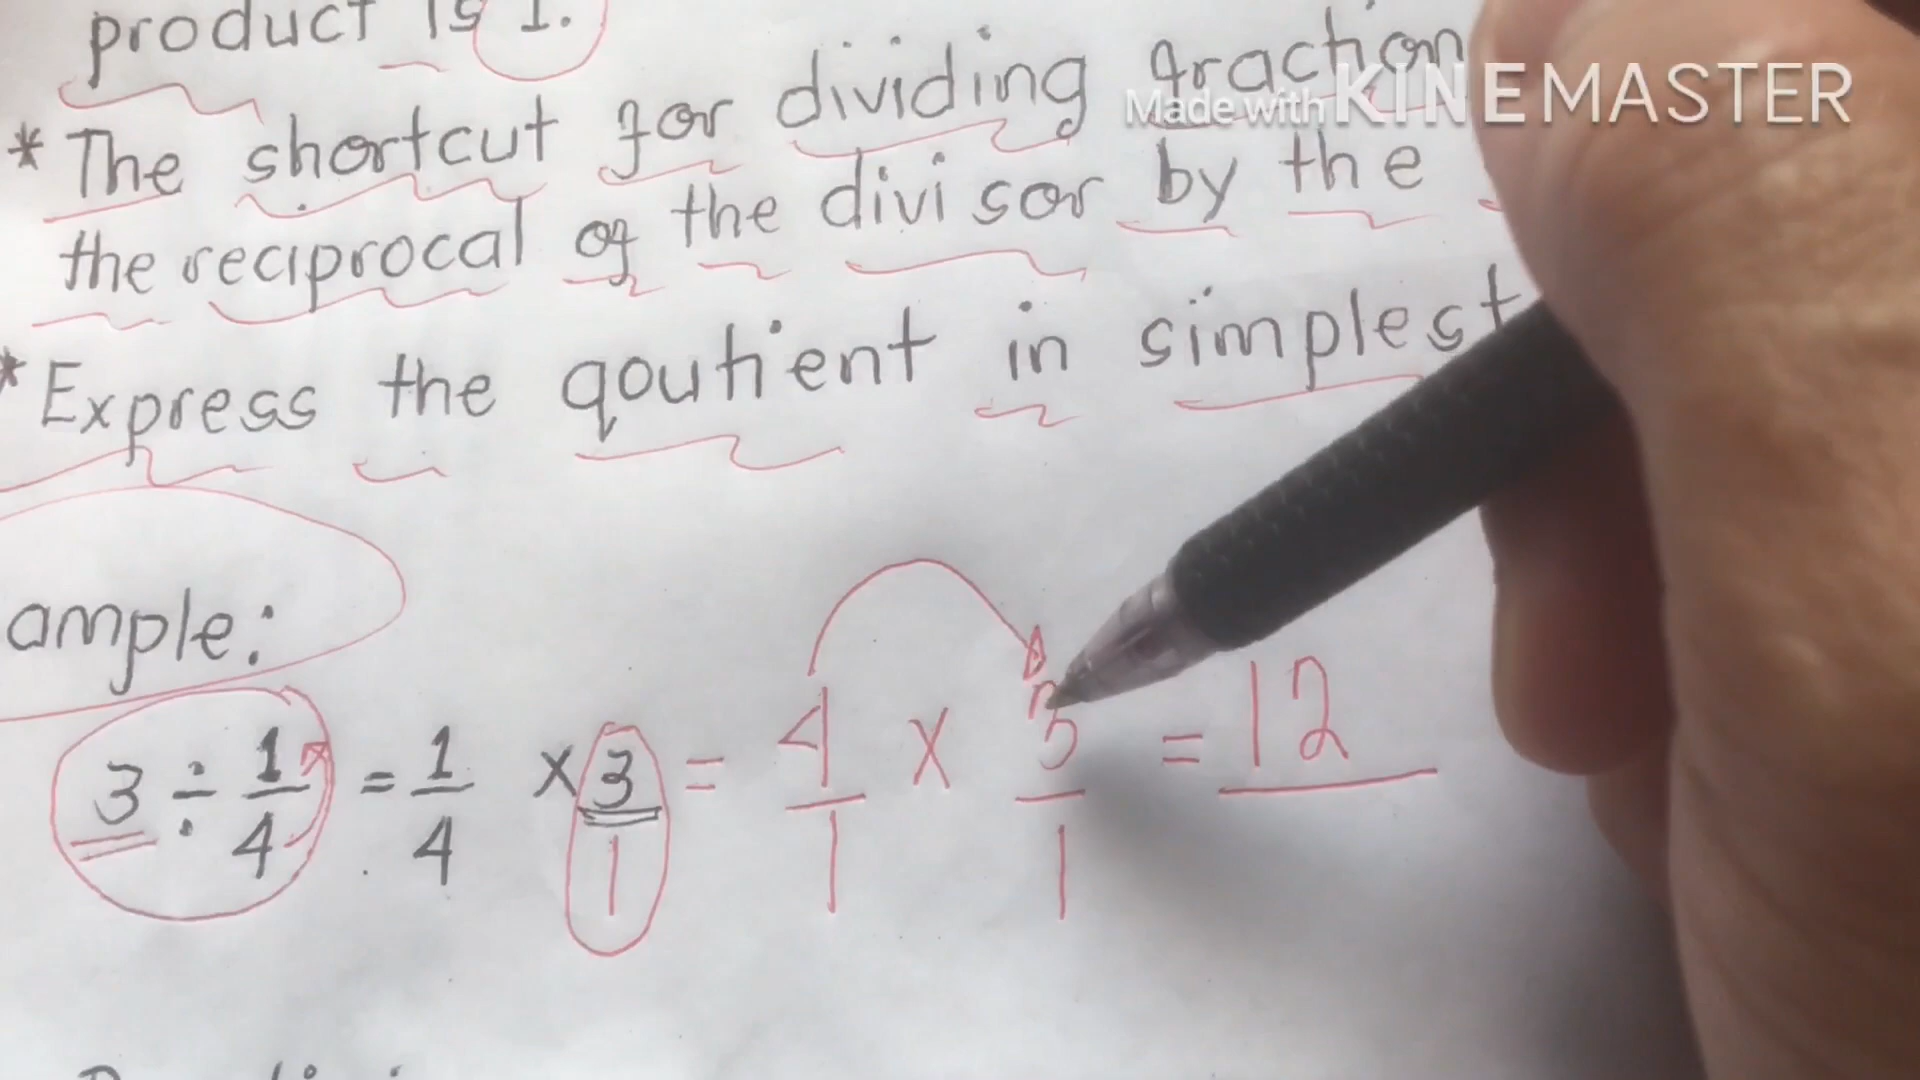 product is 1.
* The shortcut for dividing fraction
the reciprocal of the divisor by the
* Express the qoutient in simplest
ample:
3 ÷ 1/4 = 1/4 × 3/1 = 4/1 × 3/1 = 12
Made with KINEMASTER